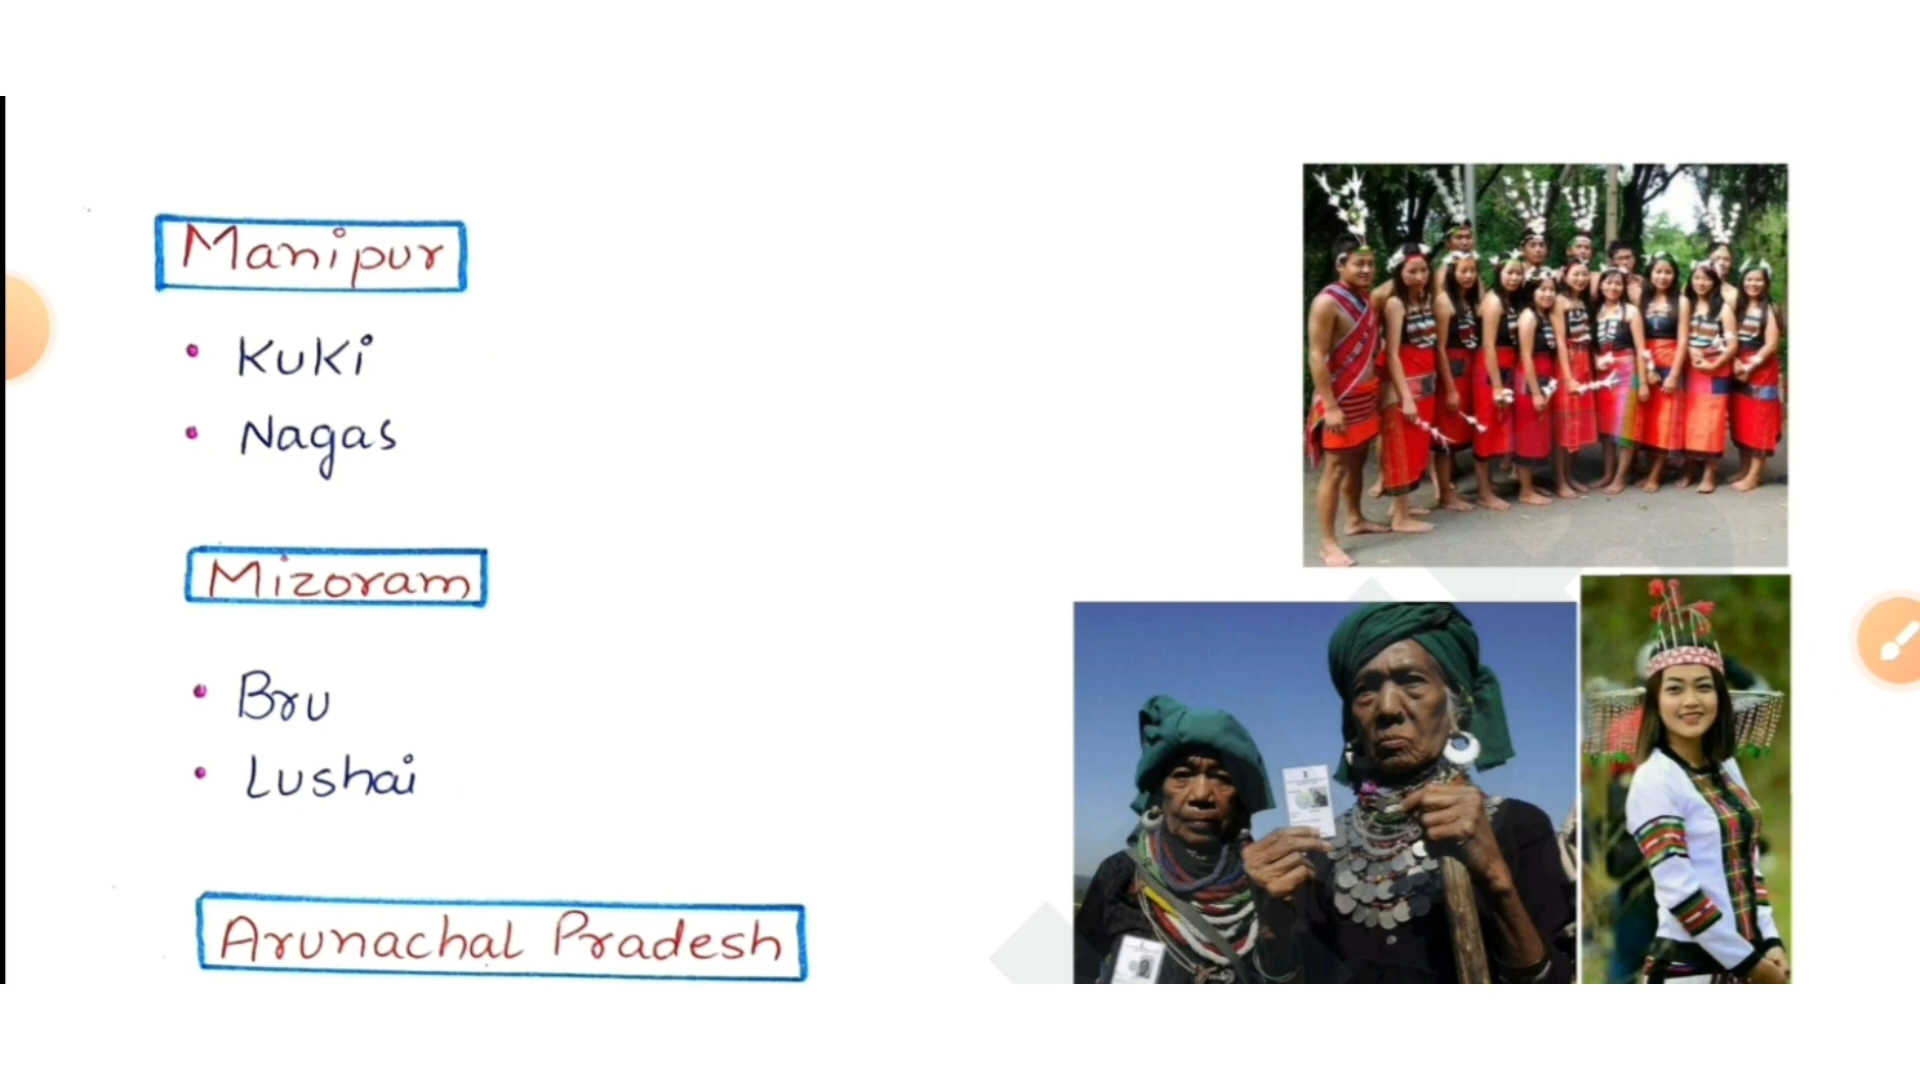 Manipur
• Kuki
• Nagas
Mizoram
• Bru
• Lushai
Arunachal Pradesh